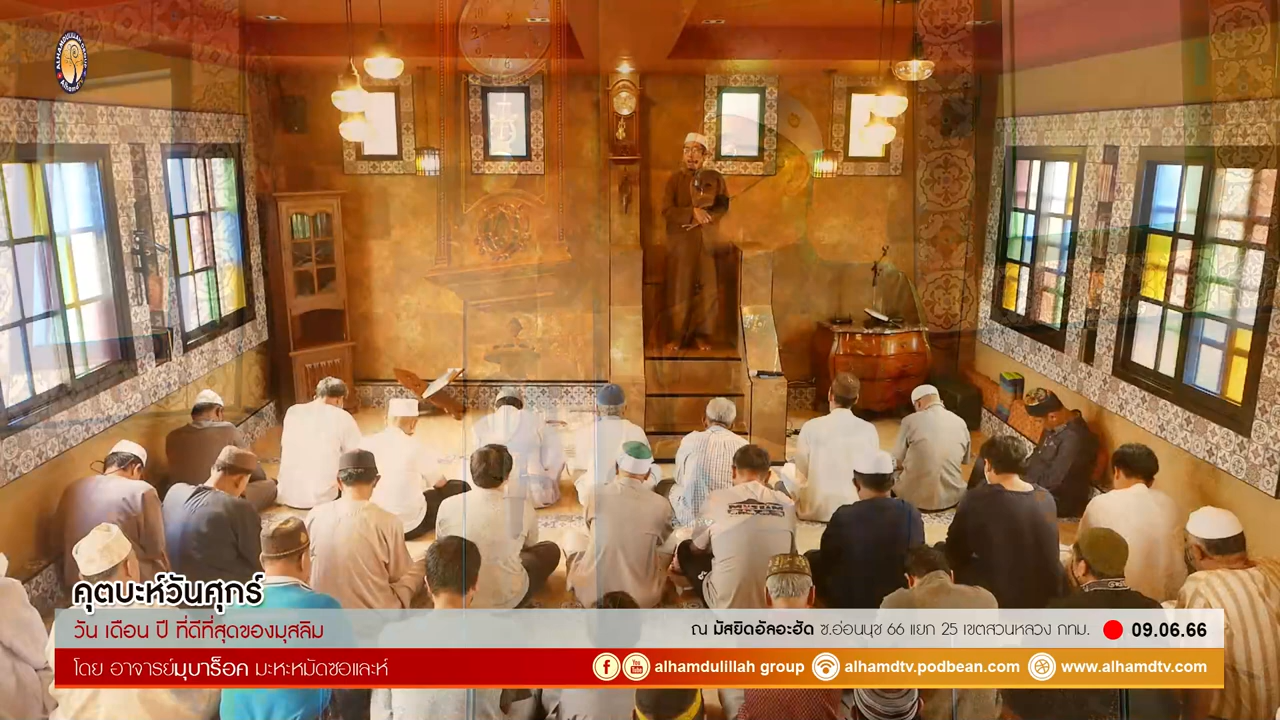 ALHAMDULILLAH GROUP
คุตบะห์วันศุกร์
วัน เดือน ปี ที่ดีที่สุดของมุสลิม
ณ มัสยิดอัลอะฮัด ซ.อ่อนนุช 66 แยก 25 เขตสวนหลวง กทม.
09.06.66
โดย อาจารย์มุบาร็อค มะหะหมัดซอและห์
alhamdulillah group
alhamdtv.podbean.com
www.alhamdtv.com